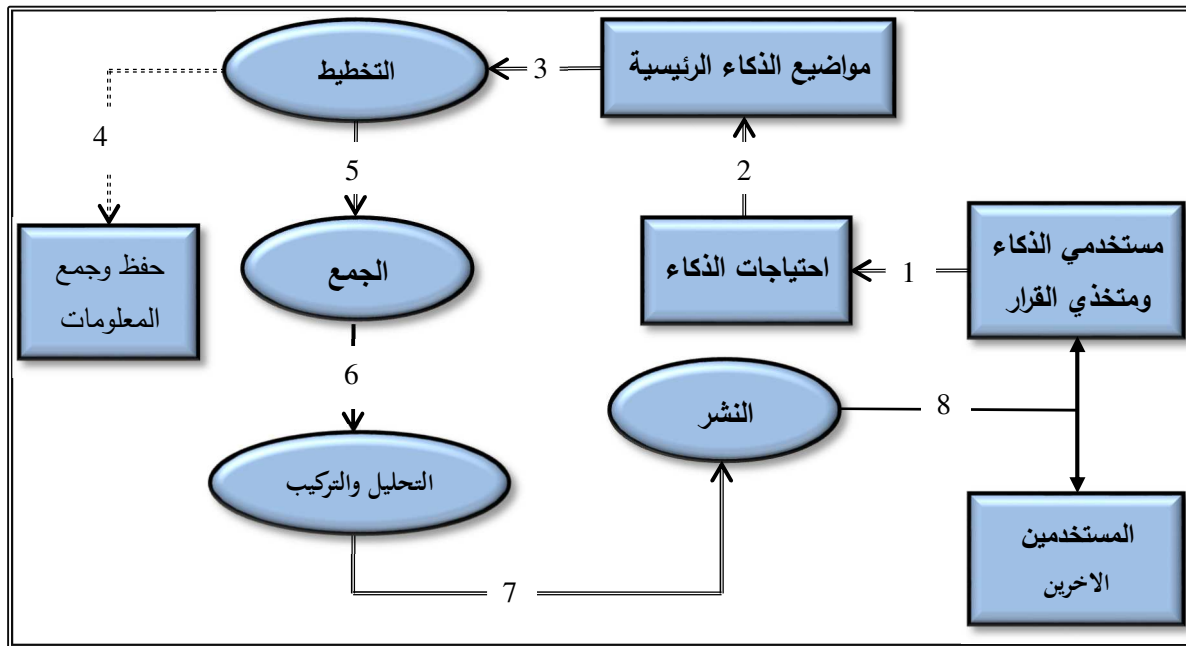 مواضيع الذكاء الرئيسية
3
التخطيط
4
2
5
مستخدمي الذكاء
ومتخذي القرار
1
احتياجات الذكاء
الجمع
حفظ وجمع
المعلومات
6
النشر
8
التحليل والتركيب
7
المستخدمين
الاخرين